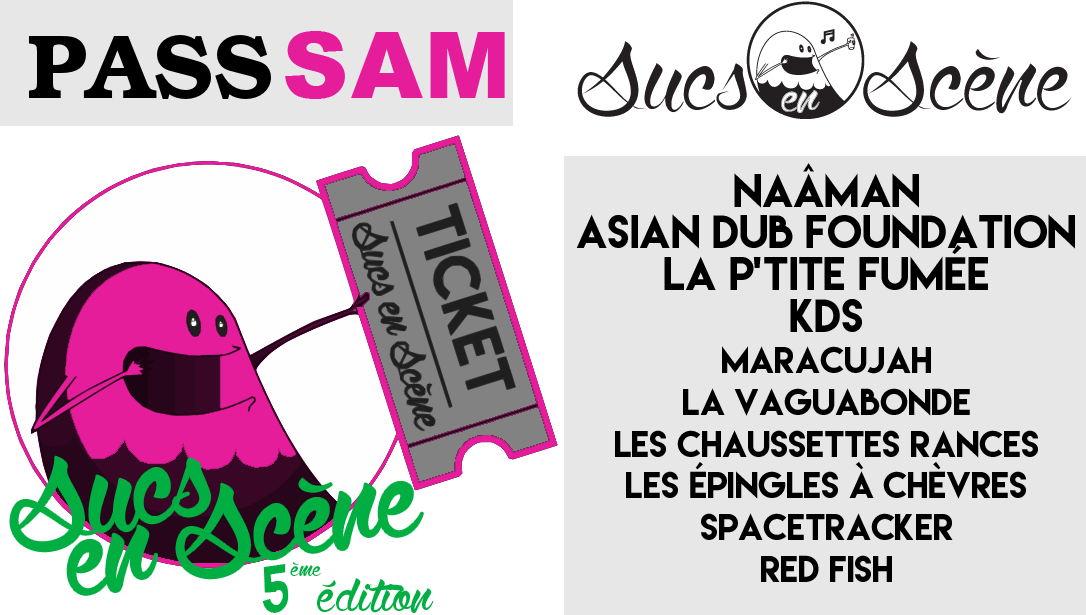 PASS SAM
TICKET
Sucs en Scène
Sucs
en Scène
5ème édition
Sucs en Scène
NAÂMAN
ASIAN DUB FOUNDATION
LA P'TITE FUMÉE
KDS
MARACUJAH
LA VAGUABONDE
LES CHAUSSETTES RANCES
LES ÉPINGLES À CHÈVRES
SPACETRACKER
RED FISH